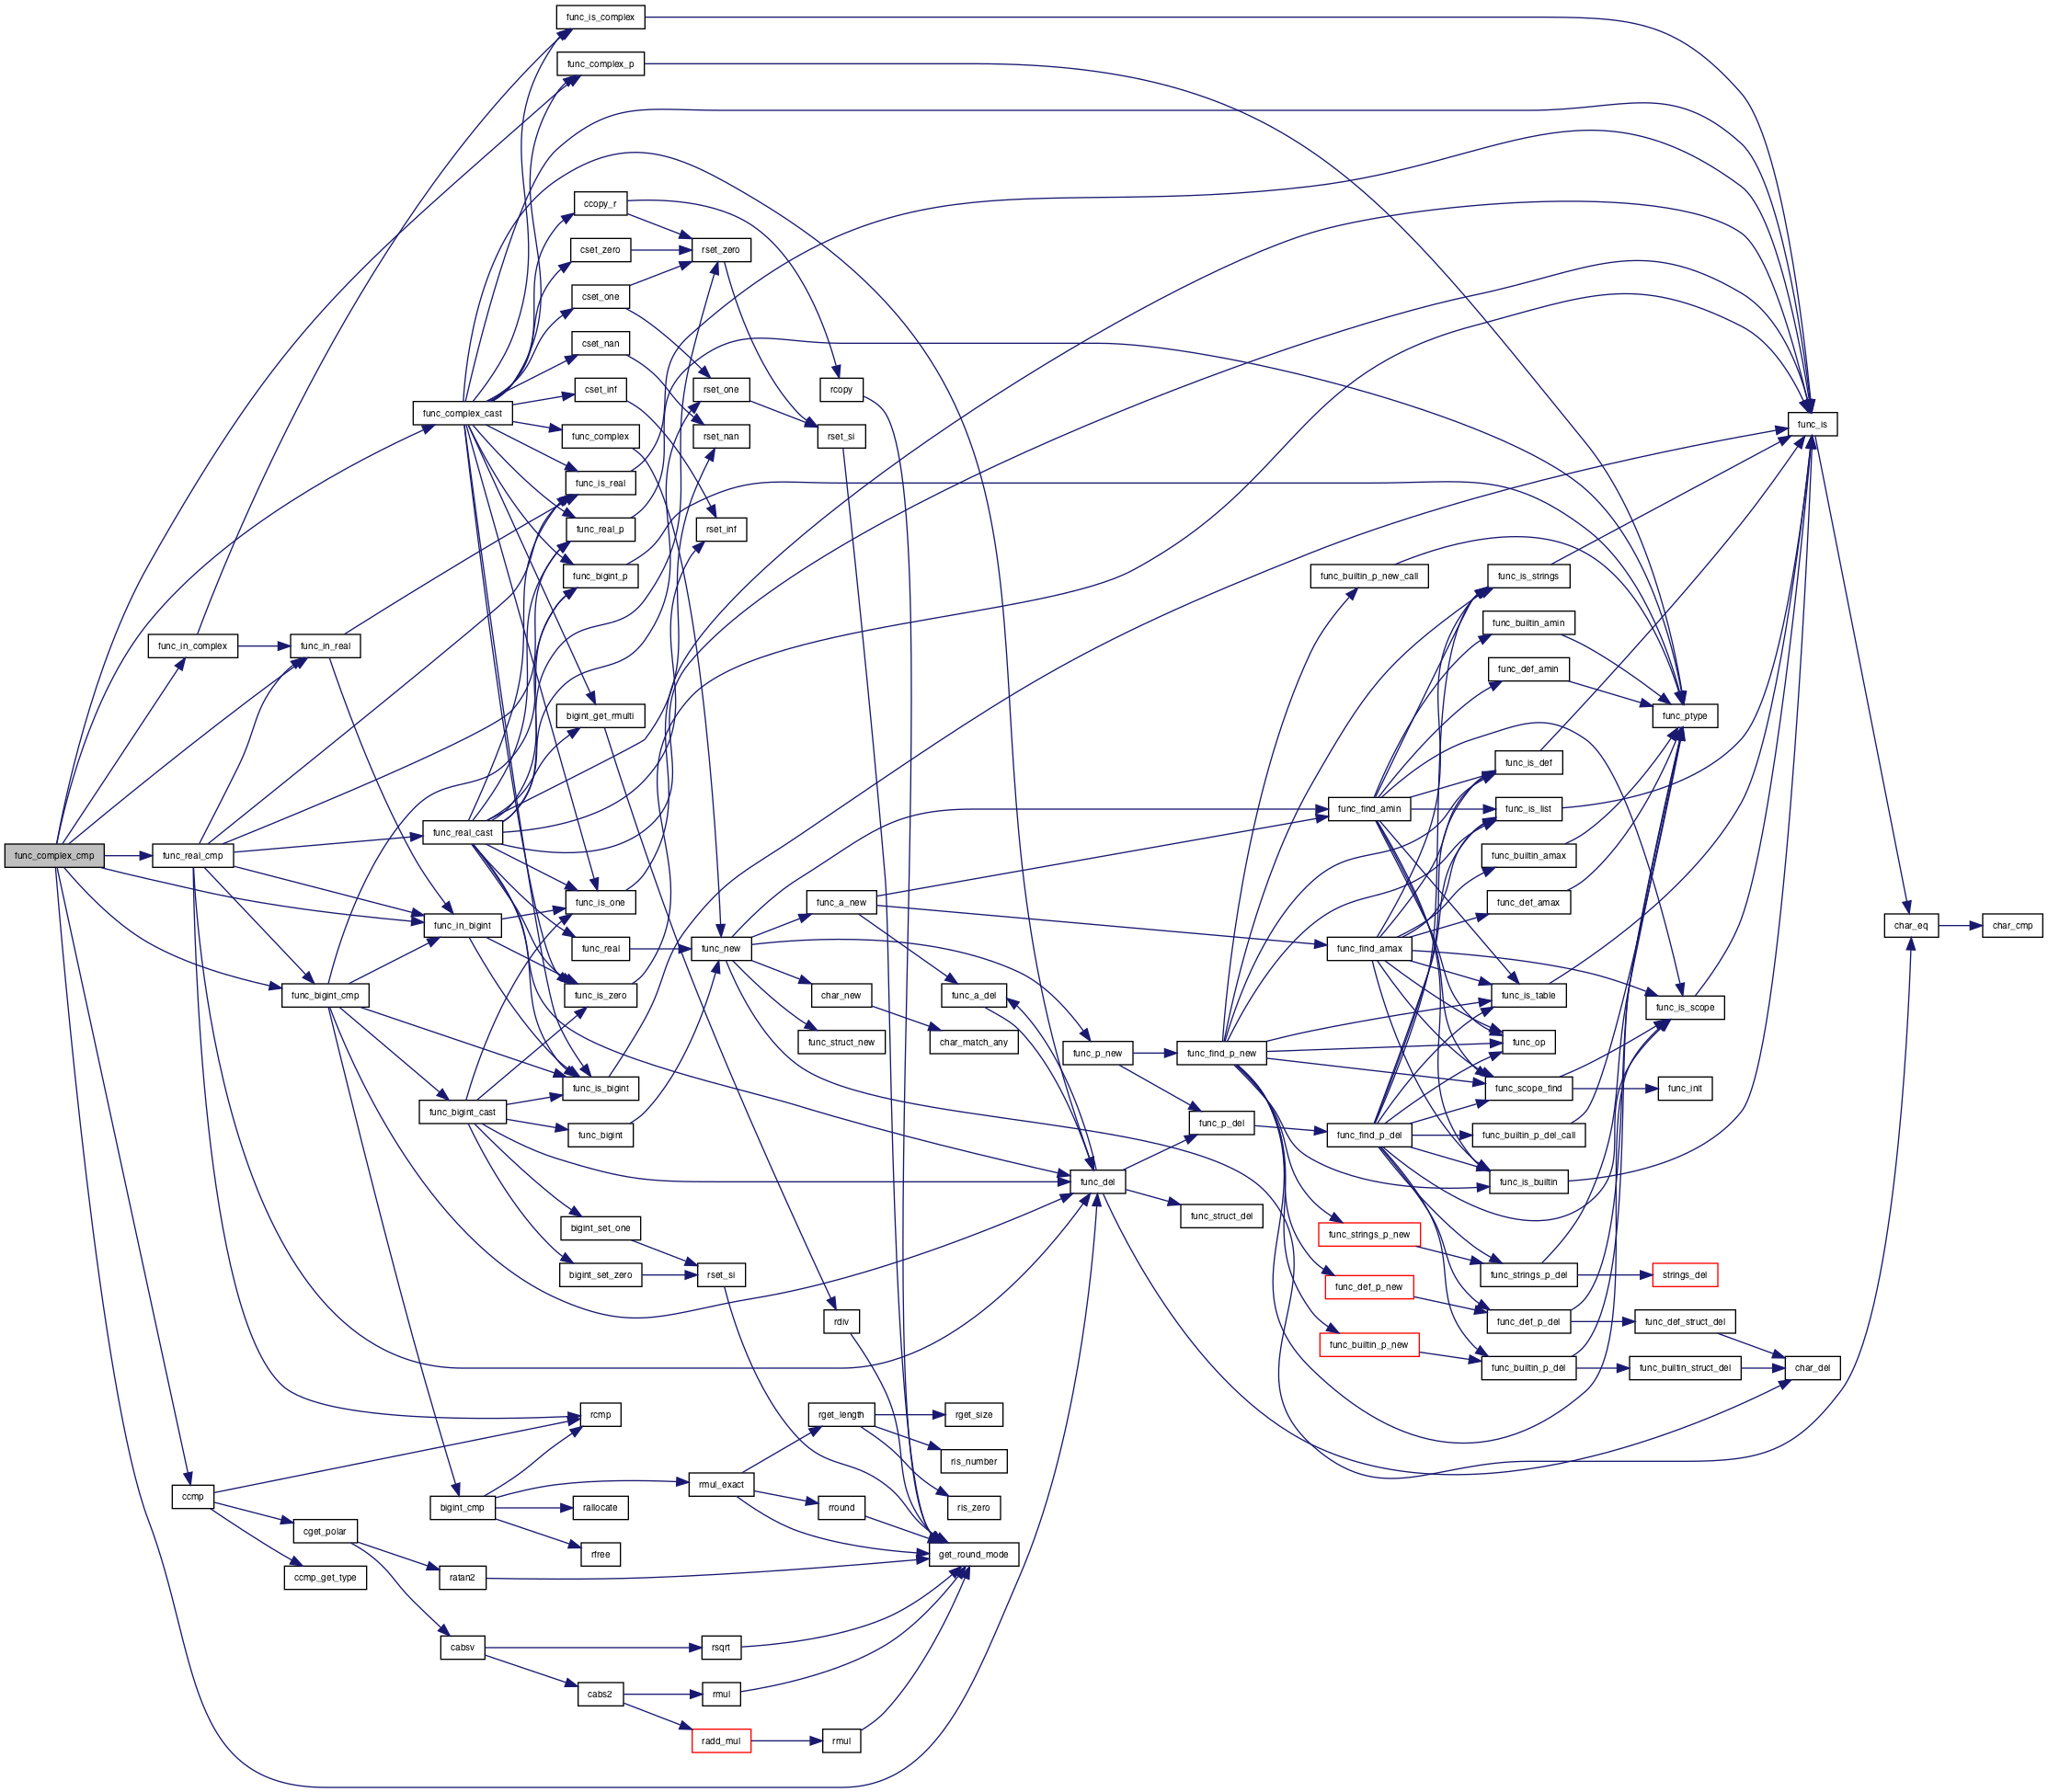 func_is_complex
func_complex_p
ccopy_r
cset_zero
rset_zero
cset_one
cset_nan
cset_inf
rset_one
rcopy
func_complex_cast
func_complex
rset_nan
rset_si
func_is
func_is_real
func_real_p
rset_inf
func_bigint_p
func_builtin_p_new_call
func_is_strings
func_builtin_amin
func_in_complex
func_in_real
func_def_amin
bigint_get_rmulti
func_ptype
func_is_def
func_find_amin
func_is_list
func_real_cast
func_complex_cmp
func_real_cmp
func_builtin_amax
func_is_one
func_a_new
func_def_amax
func_in_bigint
char_eq
char_cmp
func_real
func_new
func_find_amax
func_bigint_cmp
func_is_zero
char_new
func_a_del
func_is_table
func_is_scope
func_struct_new
char_match_any
func_op
func_p_new
func_find_p_new
func_is_bigint
func_scope_find
func_init
func_bigint_cast
func_bigint
func_p_del
func_find_p_del
func_builtin_p_del_call
func_del
func_is_builtin
func_struct_del
bigint_set_one
func_strings_p_new
bigint_set_zero
rset_si
func_strings_p_del
strings_del
func_def_p_new
rdiv
func_def_p_del
func_def_struct_del
func_builtin_p_new
func_builtin_p_del
func_builtin_struct_del
char_del
rcmp
rget_length
rget_size
ris_number
rmul_exact
ccmp
bigint_cmp
rallocate
rround
ris_zero
cget_polar
rfree
get_round_mode
ccmp_get_type
ratan2
cabsv
rsqrt
cabs2
rmul
radd_mul
rmul